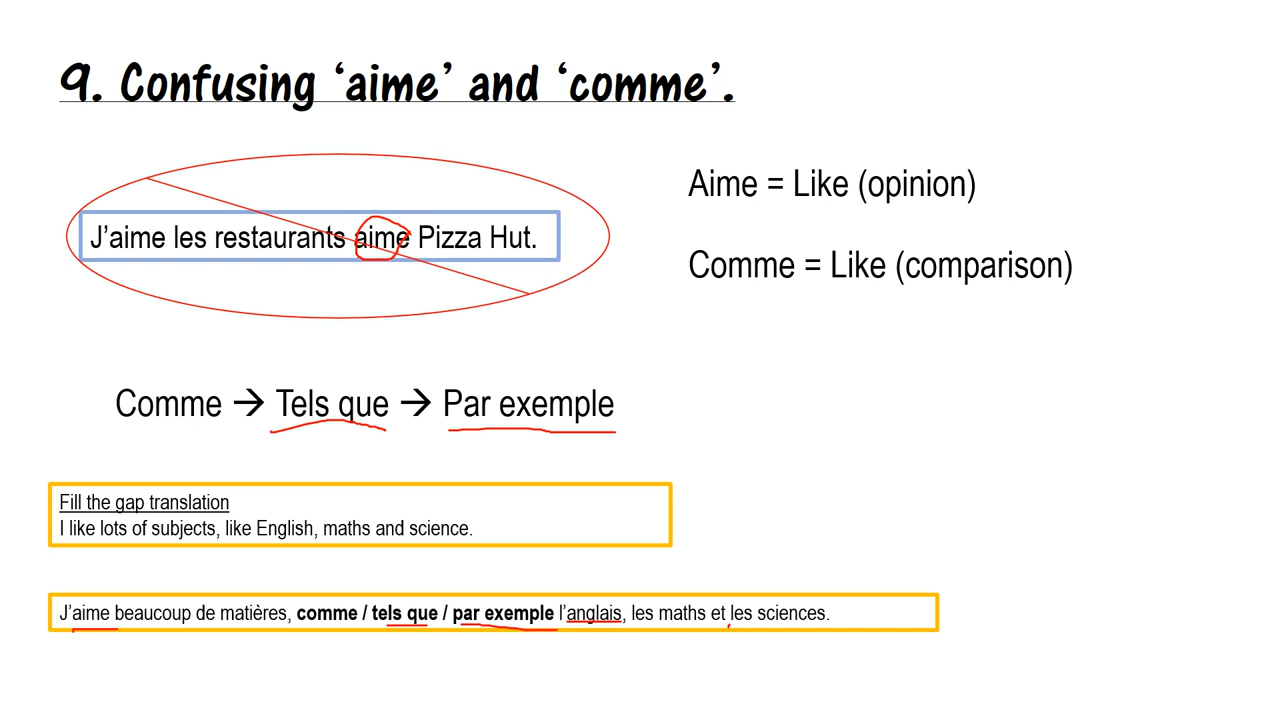 9. Confusing ‘aime’ and ‘comme’.
J’aime les restaurants aime Pizza Hut.
Aime = Like (opinion)
Comme = Like (comparison)
Comme → Tels que → Par exemple
Fill the gap translation
I like lots of subjects, like English, maths and science.
J’aime beaucoup de matières, comme / tels que / par exemple l’anglais, les maths et les sciences.